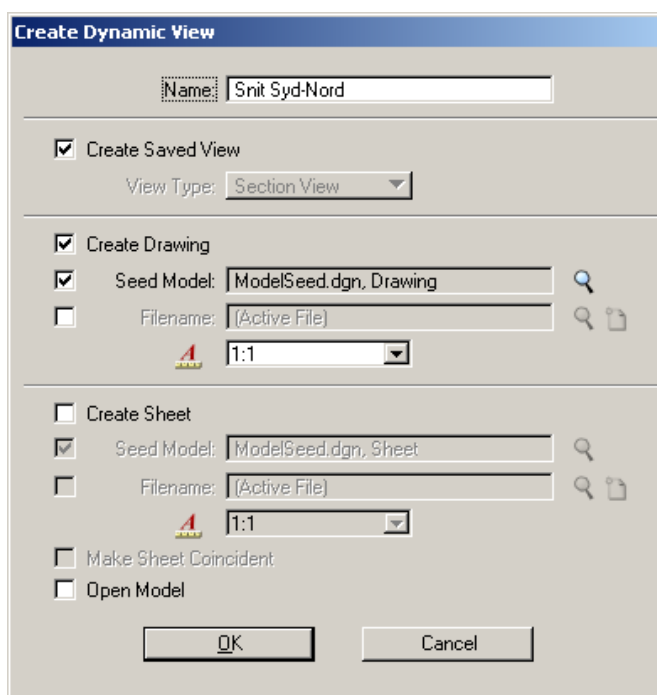 Create Dynamic View
Name: Snit Syd-Nord
Create Saved View
View Type: Section View
Create Drawing
Seed Model: ModelSeed.dgn, Drawing
Filename: (Active File)
A 1:1
Create Sheet
Seed Model: ModelSeed.dgn, Sheet
Filename: (Active File)
A 1:1
Make Sheet Coincident
Open Model
OK Cancel